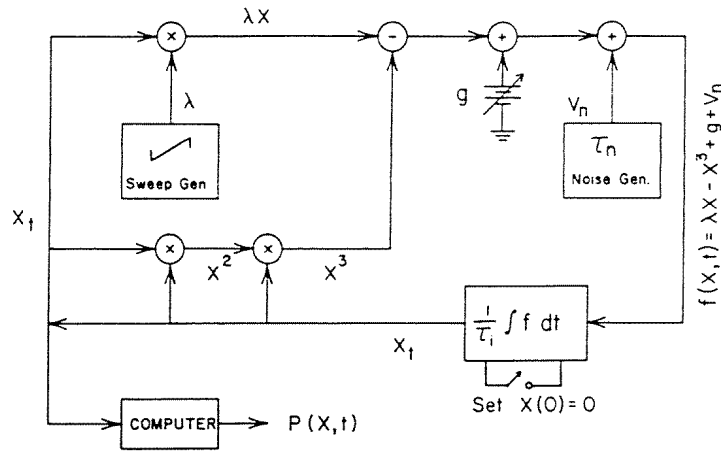 λX
×
-
+
+
λ
g
V_n
Sweep Gen
τ_n
Noise Gen.
X_t
×
×
X²
X³
f(X,t) = λX - X³ + g + V_n
1/τ_i ∫ f dt
X_t
Set X(0)=0
COMPUTER
P(X,t)